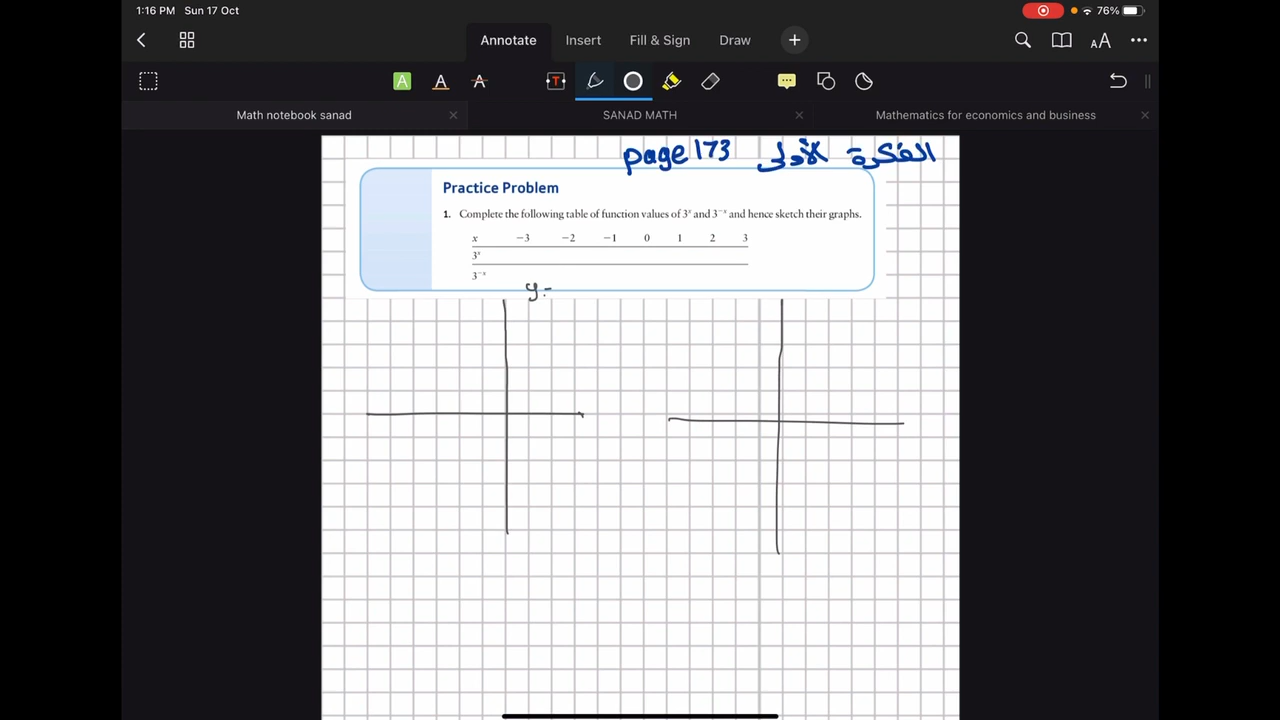 1:16 PM Sun 17 Oct
76%
Annotate Insert Fill & Sign Draw
Math notebook sanad
SANAD MATH
Mathematics for economics and business
page 173 الفكرة الأولى
Practice Problem
1. Complete the following table of function values of 3ˣ and 3⁻ˣ and hence sketch their graphs.
x −3 −2 −1 0 1 2 3
3ˣ
3⁻ˣ
y =